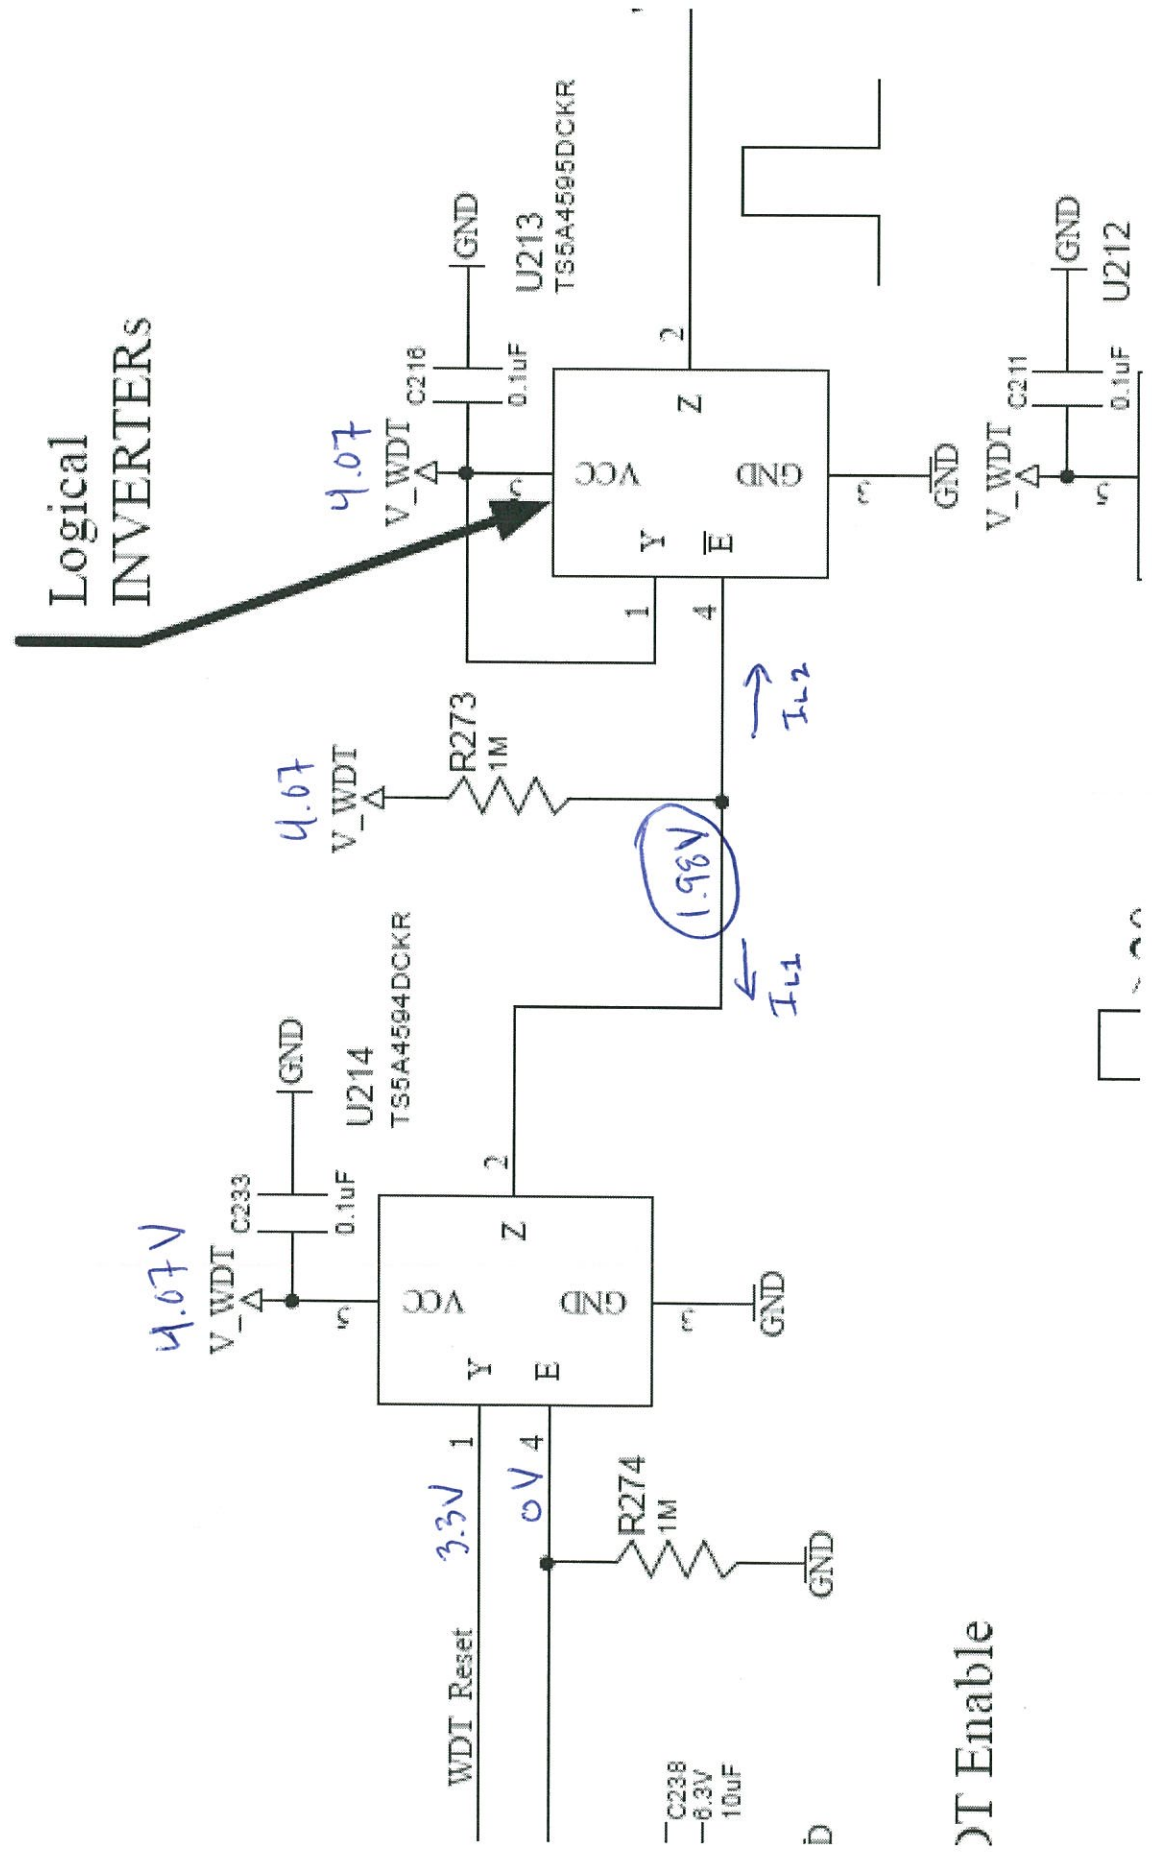 Logical
INVERTERs
4.07V
V_WDT
C233
0.1uF
GND
U214
TS5A4594DCKR
5
VCC
Y
E
Z
GND
1
4
2
3
GND
WDT Reset
3.3V
0V
R274
1M
GND
C238
6.3V
10uF
D
DT Enable
4.07
V_WDT
R273
1M
1.98V
IL1
IL2
4.07
V_WDT
C216
0.1uF
GND
U213
TS5A4595DCKR
5
VCC
Y
E
Z
GND
1
4
2
3
GND
V_WDT
C211
0.1uF
GND
U212
5